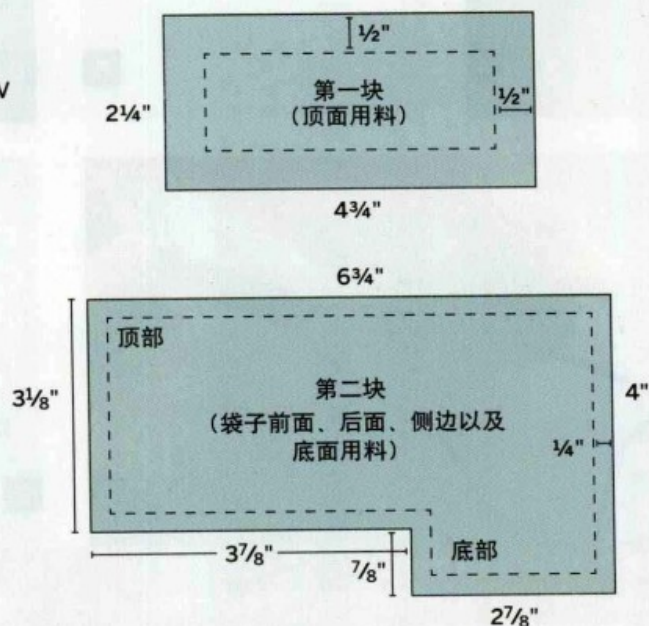 ½"
第一块
(顶面用料)
½"
2¼"
4¾"
6¾"
顶部
3⅛"
第二块
4"
(袋子前面、后面、侧边以及
底面用料)
¼"
3⅞"
⅞"
底部
2⅞"